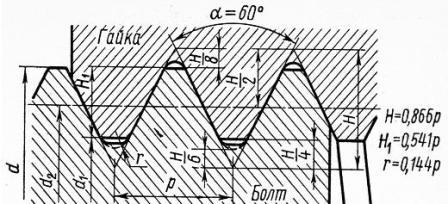 α=60°
Гайка
H/8
H₁
H/2
H
H=0,866p
H₁=0,541p
r=0,144p
d
d₂
d₁
r
H/6
H/4
p
Болт